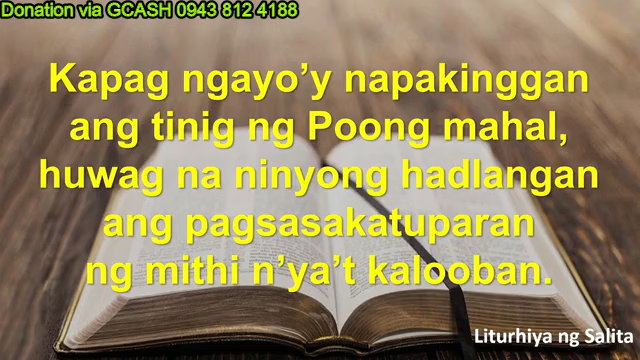 Donation via GCASH 0943 812 4188
Kapag ngayo’y napakinggan
ang tinig ng Poong mahal,
huwag na ninyong hadlangan
ang pagsasakatuparan
ng mithi n’ya’t kalooban.
Liturhiya ng Salita